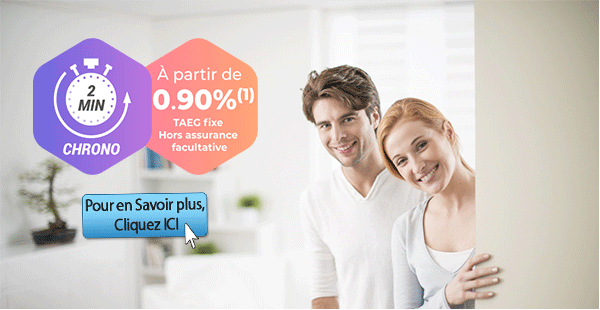 2
MIN
CHRONO
À partir de
0.90%(1)
TAEG fixe
Hors assurance
facultative
Pour en Savoir plus,
Cliquez ICI